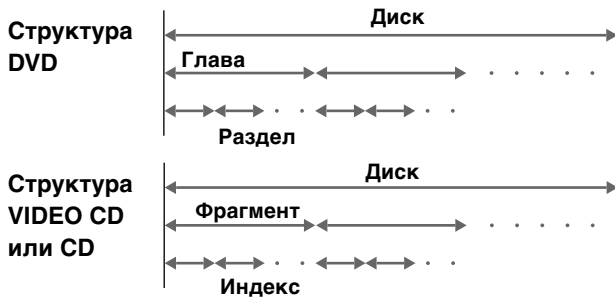 Структура
DVD
Диск
Глава
Раздел
Структура
VIDEO CD
или CD
Диск
Фрагмент
Индекс